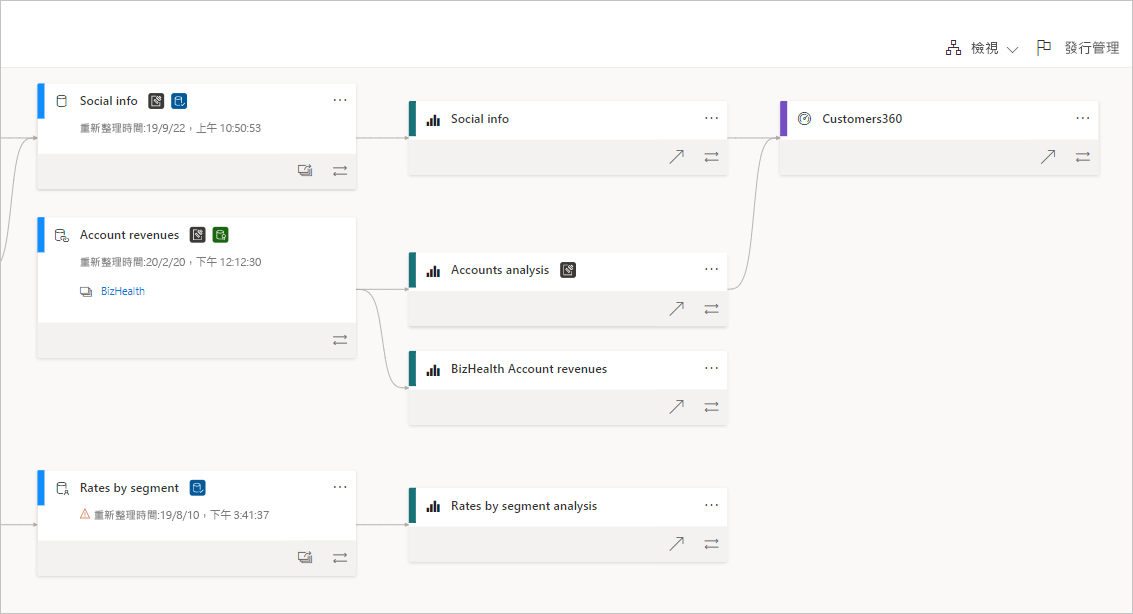 檢視
發行管理
Social info
重新整理時間:19/9/22，上午 10:50:53
Social info
Customers360
Account revenues
重新整理時間:20/2/20，下午 12:12:30
BizHealth
Accounts analysis
BizHealth Account revenues
Rates by segment
重新整理時間:19/8/10，下午 3:41:37
Rates by segment analysis